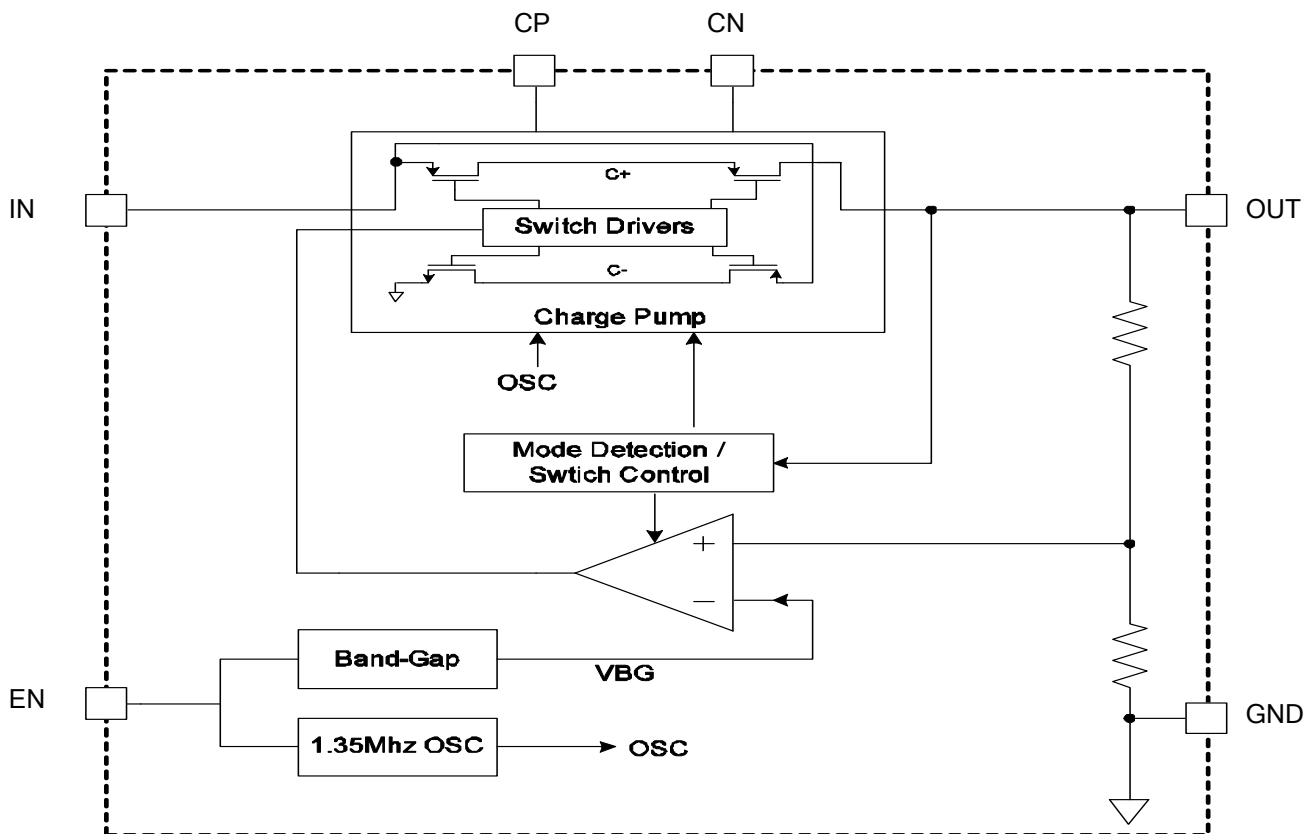 CP
CN
IN
C+
OUT
Switch Drivers
C-
Charge Pump
OSC
Mode Detection /
Swtich Control
+
—
Band-Gap
VBG
EN
GND
1.35Mhz OSC
OSC